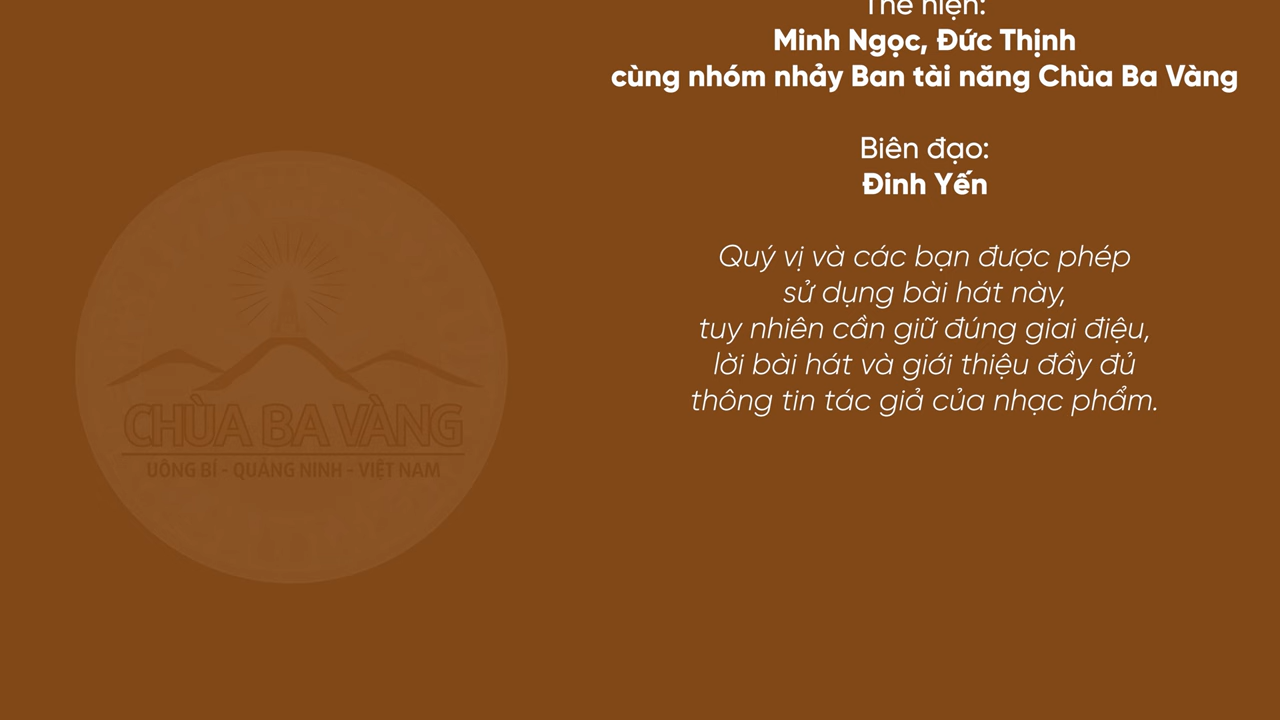 Thể hiện:
Minh Ngọc, Đức Thịnh
cùng nhóm nhảy Ban tài năng Chùa Ba Vàng
Biên đạo:
Đinh Yến
Quý vị và các bạn được phép
sử dụng bài hát này,
tuy nhiên cần giữ đúng giai điệu,
lời bài hát và giới thiệu đầy đủ
thông tin tác giả của nhạc phẩm.
CHÙA BA VÀNG
UÔNG BÍ - QUẢNG NINH - VIỆT NAM